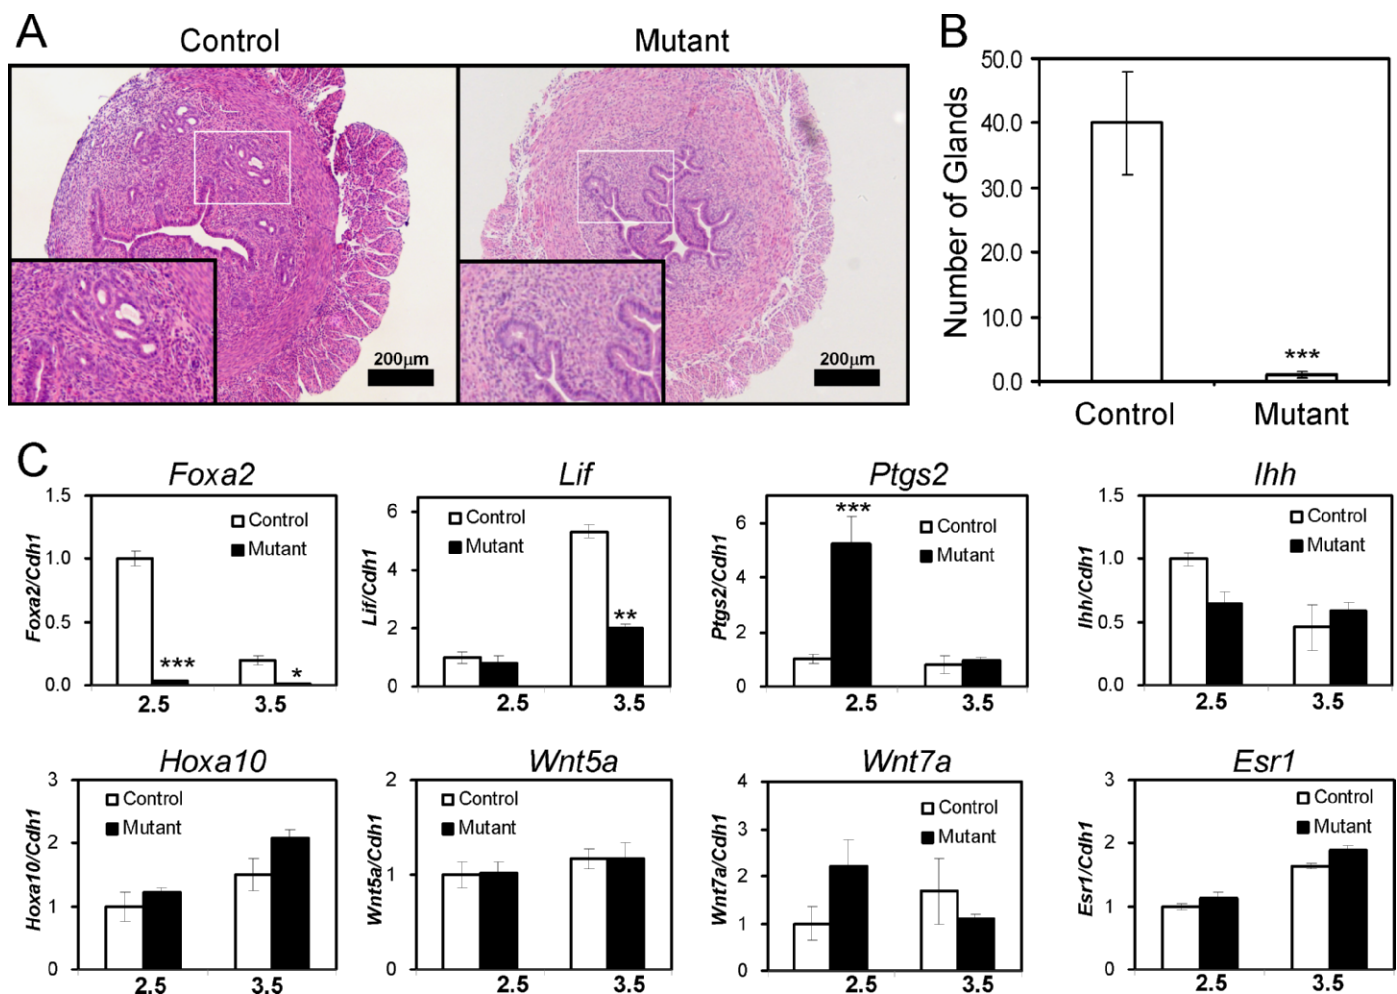 A
Control
Mutant
200µm
200µm
B
Number of Glands
50.0
40.0
30.0
20.0
10.0
0.0
***
Control
Mutant
C
Foxa2
Foxa2/Cdh1
1.5
1.0
0.5
0.0
Control
Mutant
***
*
2.5
3.5
Lif
Lif/Cdh1
6
4
2
0
Control
Mutant
**
2.5
3.5
Ptgs2
Ptgs2/Cdh1
6
4
2
0
***
Control
Mutant
2.5
3.5
Ihh
Ihh/Cdh1
1.5
1.0
0.5
0.0
Control
Mutant
2.5
3.5
Hoxa10
Hoxa10/Cdh1
3
2
1
0
Control
Mutant
2.5
3.5
Wnt5a
Wnt5a/Cdh1
2
1
0
Control
Mutant
2.5
3.5
Wnt7a
Wnt7a/Cdh1
4
3
2
1
0
Control
Mutant
2.5
3.5
Esr1
Esr1/Cdh1
3
2
1
0
Control
Mutant
2.5
3.5